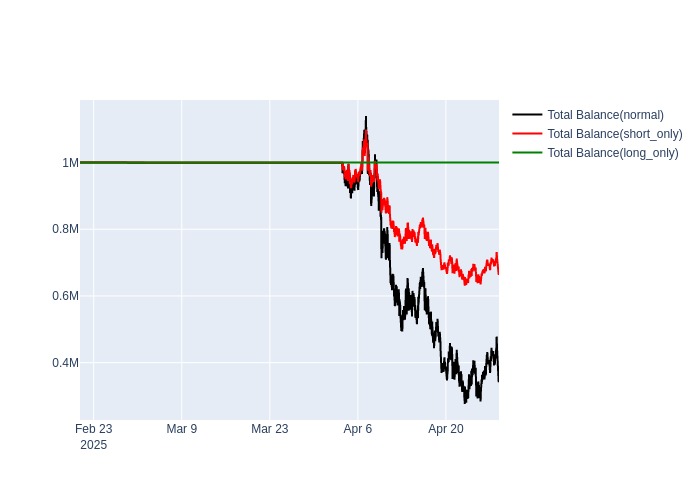 Total Balance(normal)
Total Balance(short_only)
Total Balance(long_only)
1M
0.8M
0.6M
0.4M
Feb 23
2025
Mar 9
Mar 23
Apr 6
Apr 20